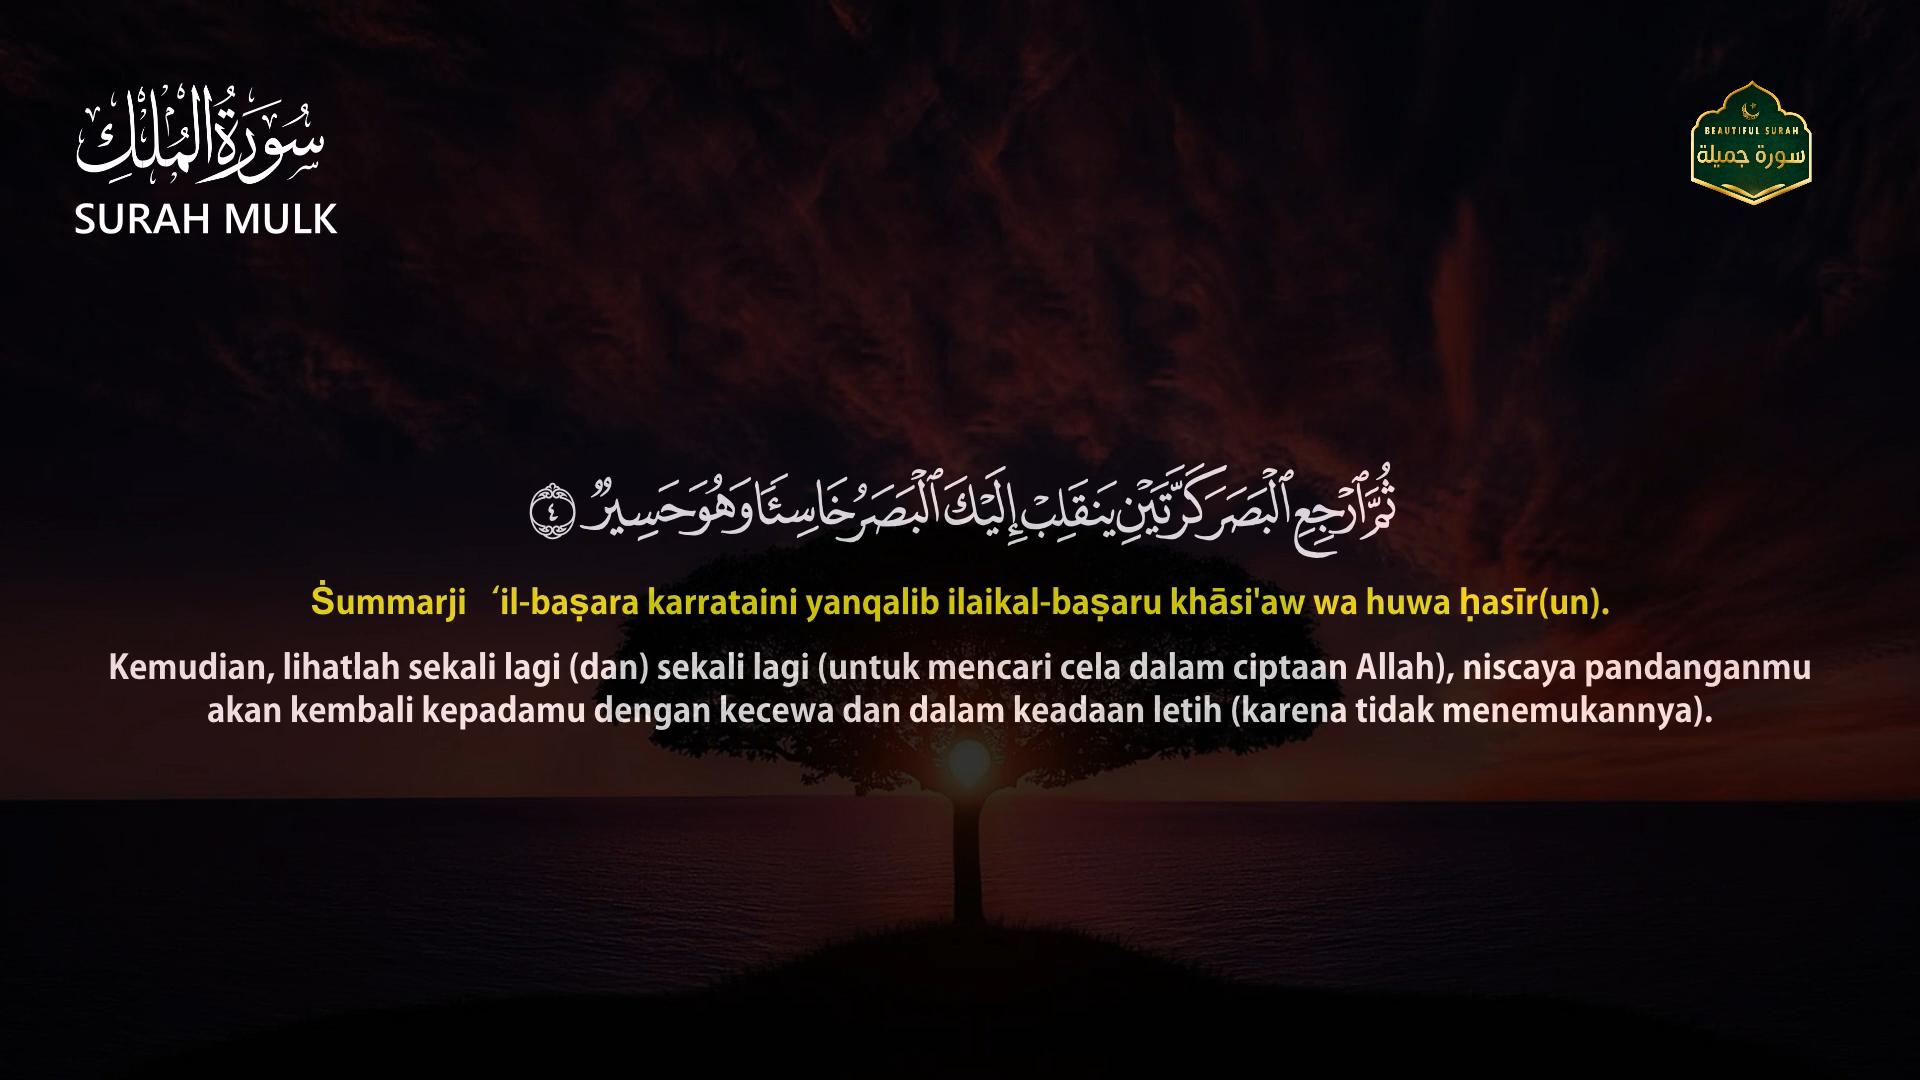 سُورَةُ الْمُلْكِ
SURAH MULK
BEAUTIFUL SURAH
سورة جميلة
ثُمَّ ٱرْجِعِ ٱلْبَصَرَ كَرَّتَيْنِ يَنقَلِبْ إِلَيْكَ ٱلْبَصَرُ خَاسِئًا وَهُوَ حَسِيرٌ ٤
Ṡummarji ‘il-baṣara karrataini yanqalib ilaikal-baṣaru khāsi'aw wa huwa ḥasīr(un).
Kemudian, lihatlah sekali lagi (dan) sekali lagi (untuk mencari cela dalam ciptaan Allah), niscaya pandanganmu
akan kembali kepadamu dengan kecewa dan dalam keadaan letih (karena tidak menemukannya).